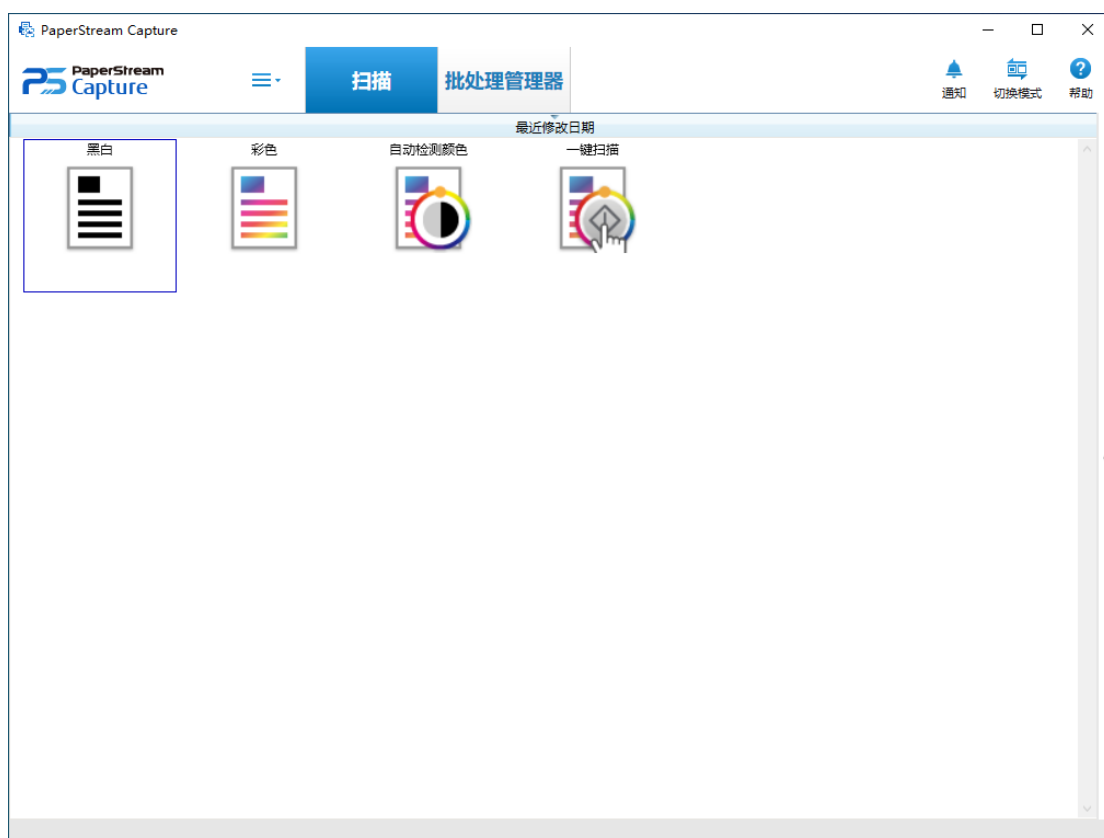 PaperStream Capture
PaperStream
Capture
扫描
批处理管理器
通知
切换模式
帮助
最近修改日期
黑白
彩色
自动检测颜色
一键扫描